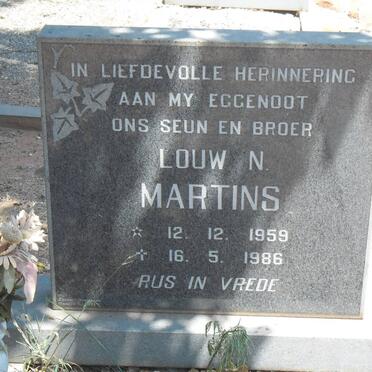 IN LIEFDEVOLLE HERINNERING
AAN MY EGGENOOT
ONS SEUN EN BROER
LOUW N.
MARTINS
☆ 12. 12. 1959
✝ 16. 5. 1986
RUS IN VREDE